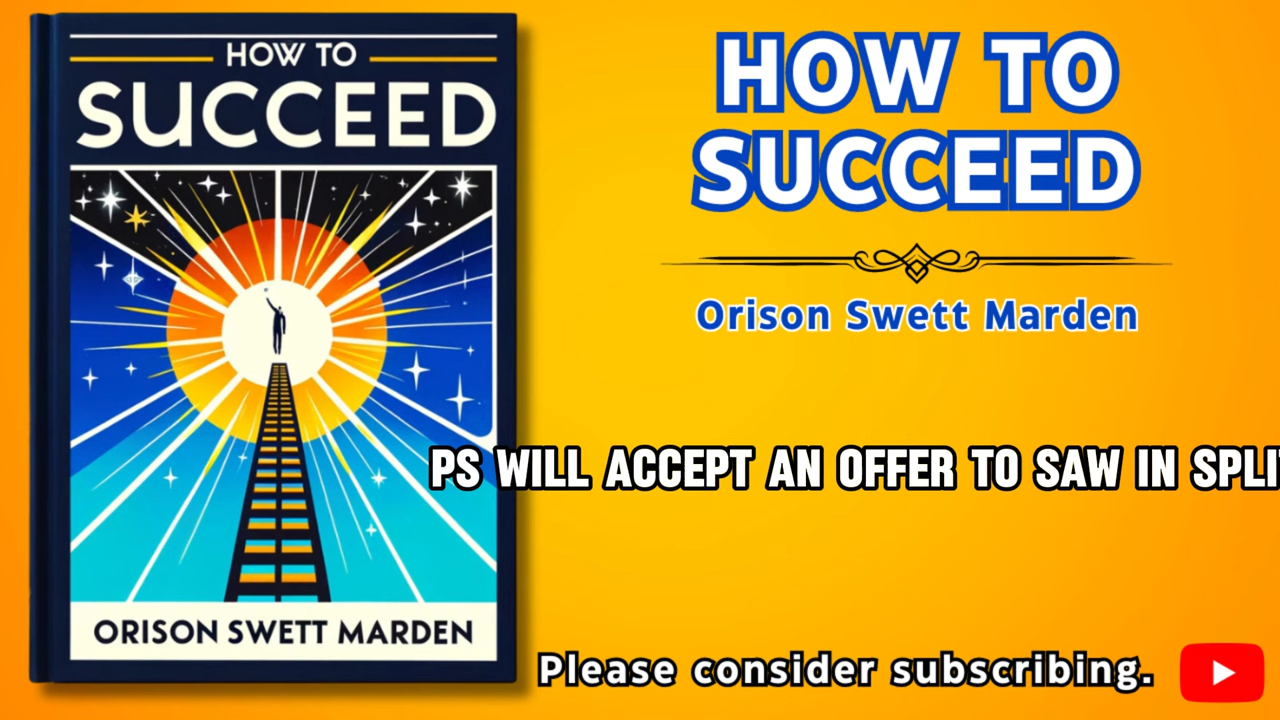 HOW TO
SUCCEED
ORISON SWETT MARDEN
HOW TO
SUCCEED
Orison Swett Marden
PS WILL ACCEPT AN OFFER TO SAW IN SPLI
Please consider subscribing.